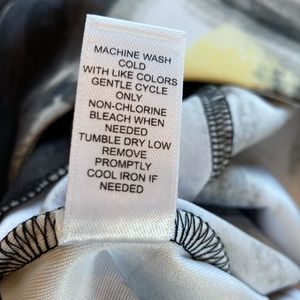 MACHINE WASH
COLD
WITH LIKE COLORS
GENTLE CYCLE
ONLY
NON-CHLORINE
BLEACH WHEN
NEEDED
TUMBLE DRY LOW
REMOVE
PROMPTLY
COOL IRON IF
NEEDED